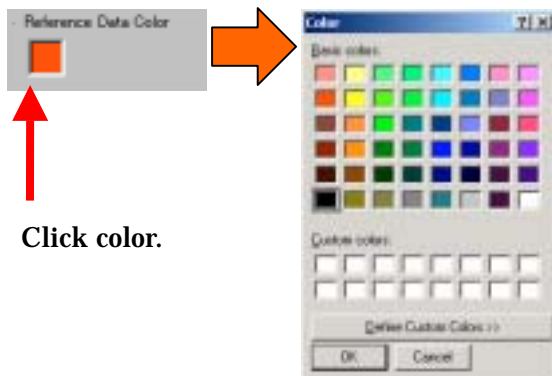 Reference Data Color
Click color.
Color
Basic colors:
Custom colors:
Define Custom Colors >>
OK
Cancel